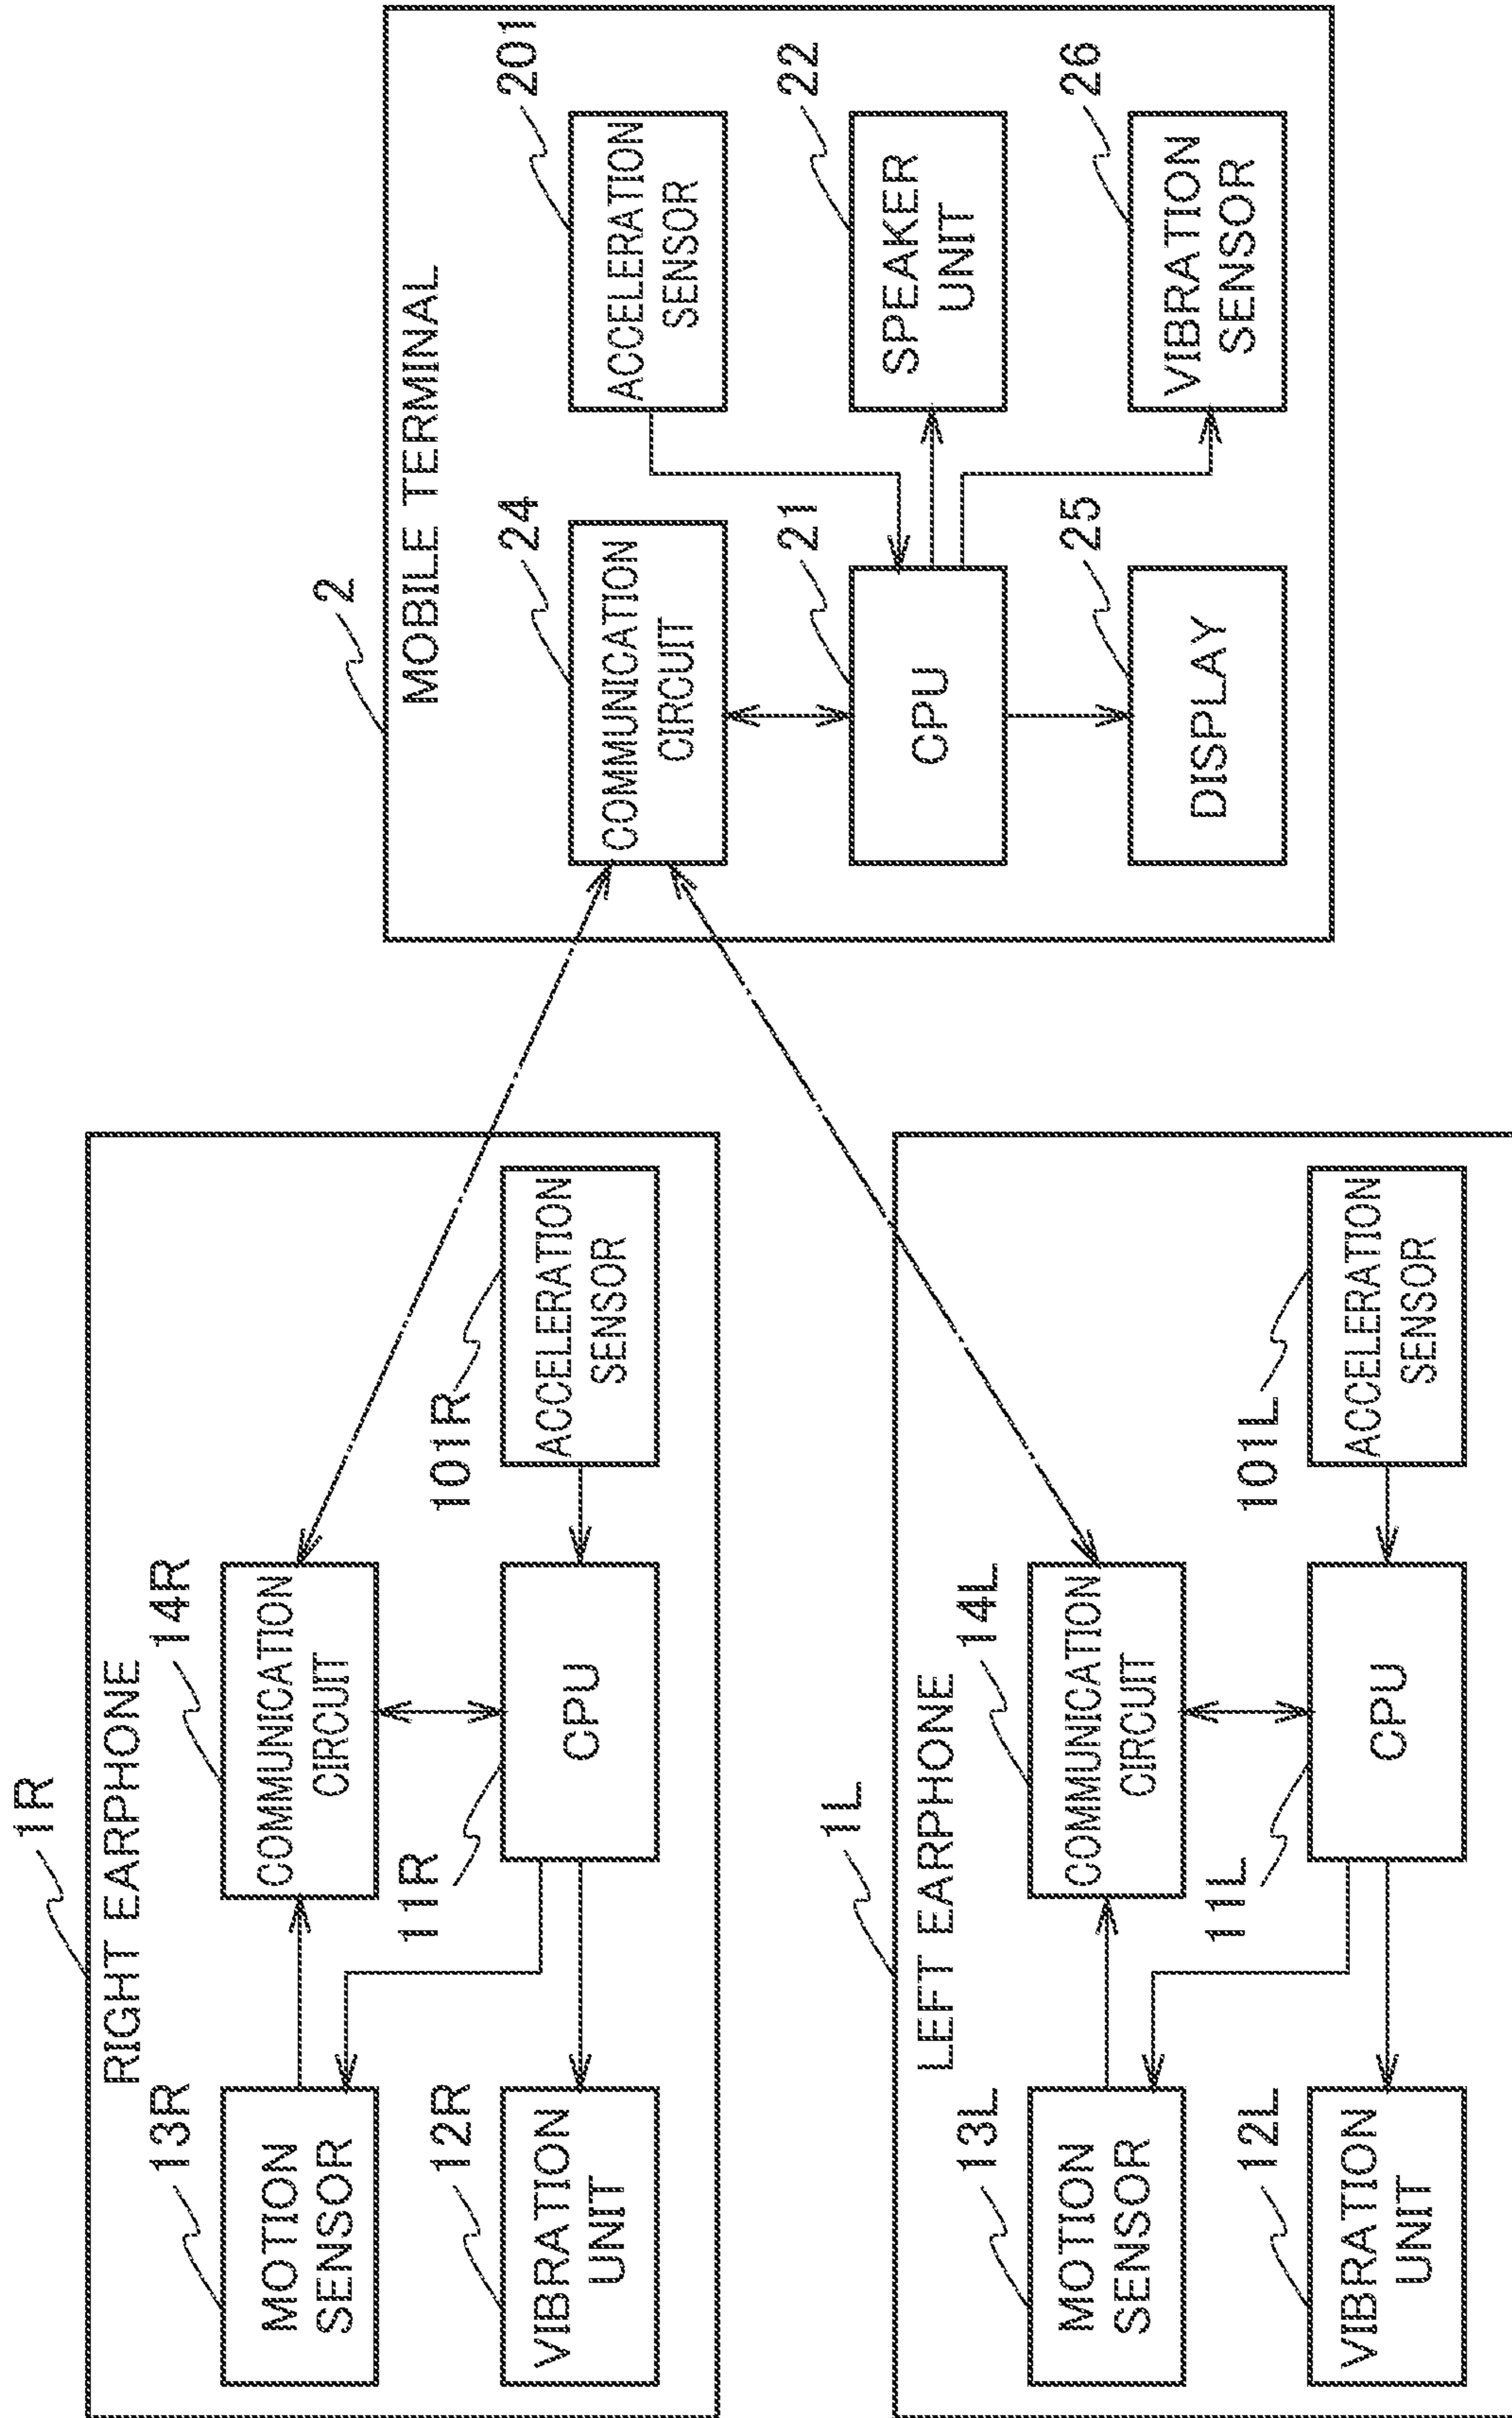 1R
RIGHT EARPHONE
13R
MOTION
SENSOR
14R
COMMUNICATION
CIRCUIT
12R
VIBRATION
UNIT
11R
CPU
101R
ACCELERATION
SENSOR
1L
LEFT EARPHONE
13L
MOTION
SENSOR
14L
COMMUNICATION
CIRCUIT
12L
VIBRATION
UNIT
11L
CPU
101L
ACCELERATION
SENSOR
2
MOBILE TERMINAL
24
COMMUNICATION
CIRCUIT
201
ACCELERATION
SENSOR
21
CPU
22
SPEAKER
UNIT
25
DISPLAY
26
VIBRATION
SENSOR